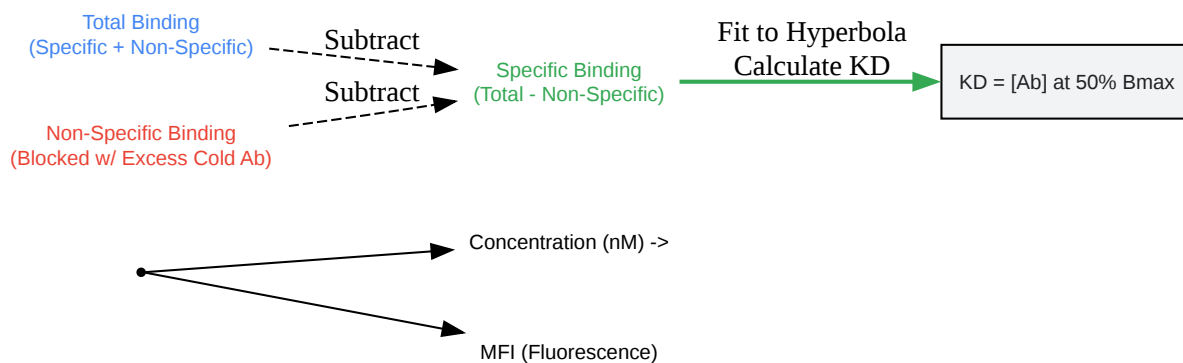 Total Binding
(Specific + Non-Specific)
Subtract
Fit to Hyperbola
Calculate KD
Specific Binding
(Total - Non-Specific)
KD = [Ab] at 50% Bmax
Subtract
Non-Specific Binding
(Blocked w/ Excess Cold Ab)
Concentration (nM) ->
MFI (Fluorescence)